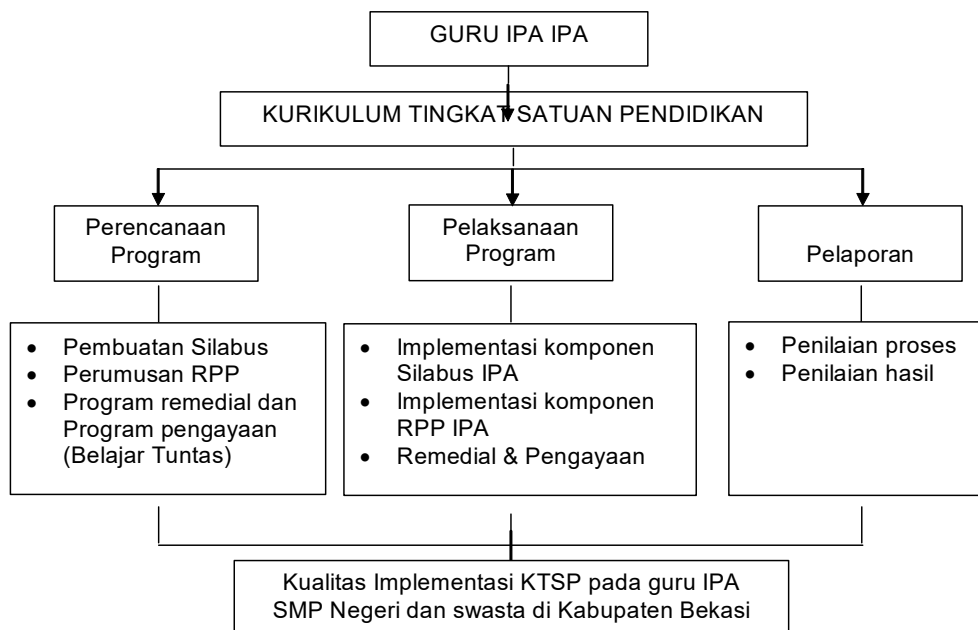 GURU IPA IPA
KURIKULUM TINGKAT SATUAN PENDIDIKAN
Perencanaan
Program
Pelaksanaan
Program
Pelaporan
• Pembuatan Silabus
• Perumusan RPP
• Program remedial dan
Program pengayaan
(Belajar Tuntas)
• Implementasi komponen
Silabus IPA
• Implementasi komponen
RPP IPA
• Remedial & Pengayaan
• Penilaian proses
• Penilaian hasil
Kualitas Implementasi KTSP pada guru IPA
SMP Negeri dan swasta di Kabupaten Bekasi